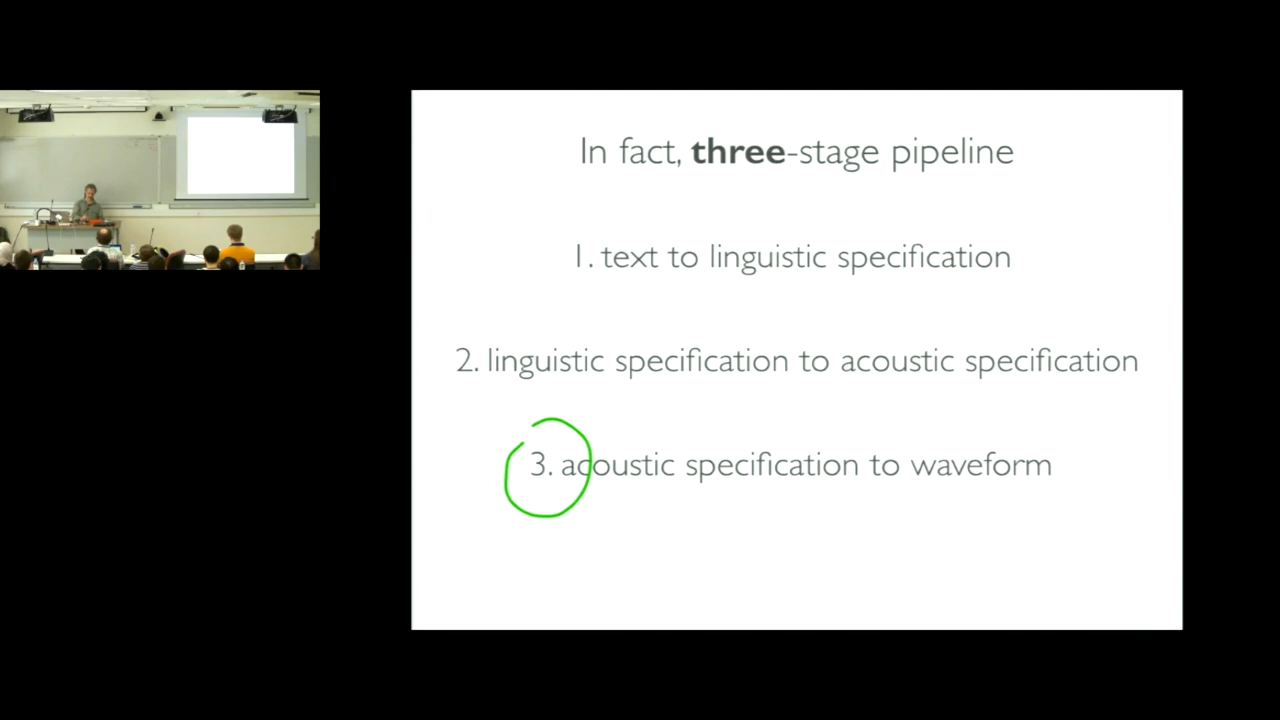 In fact, three-stage pipeline
1. text to linguistic specification
2. linguistic specification to acoustic specification
3. acoustic specification to waveform